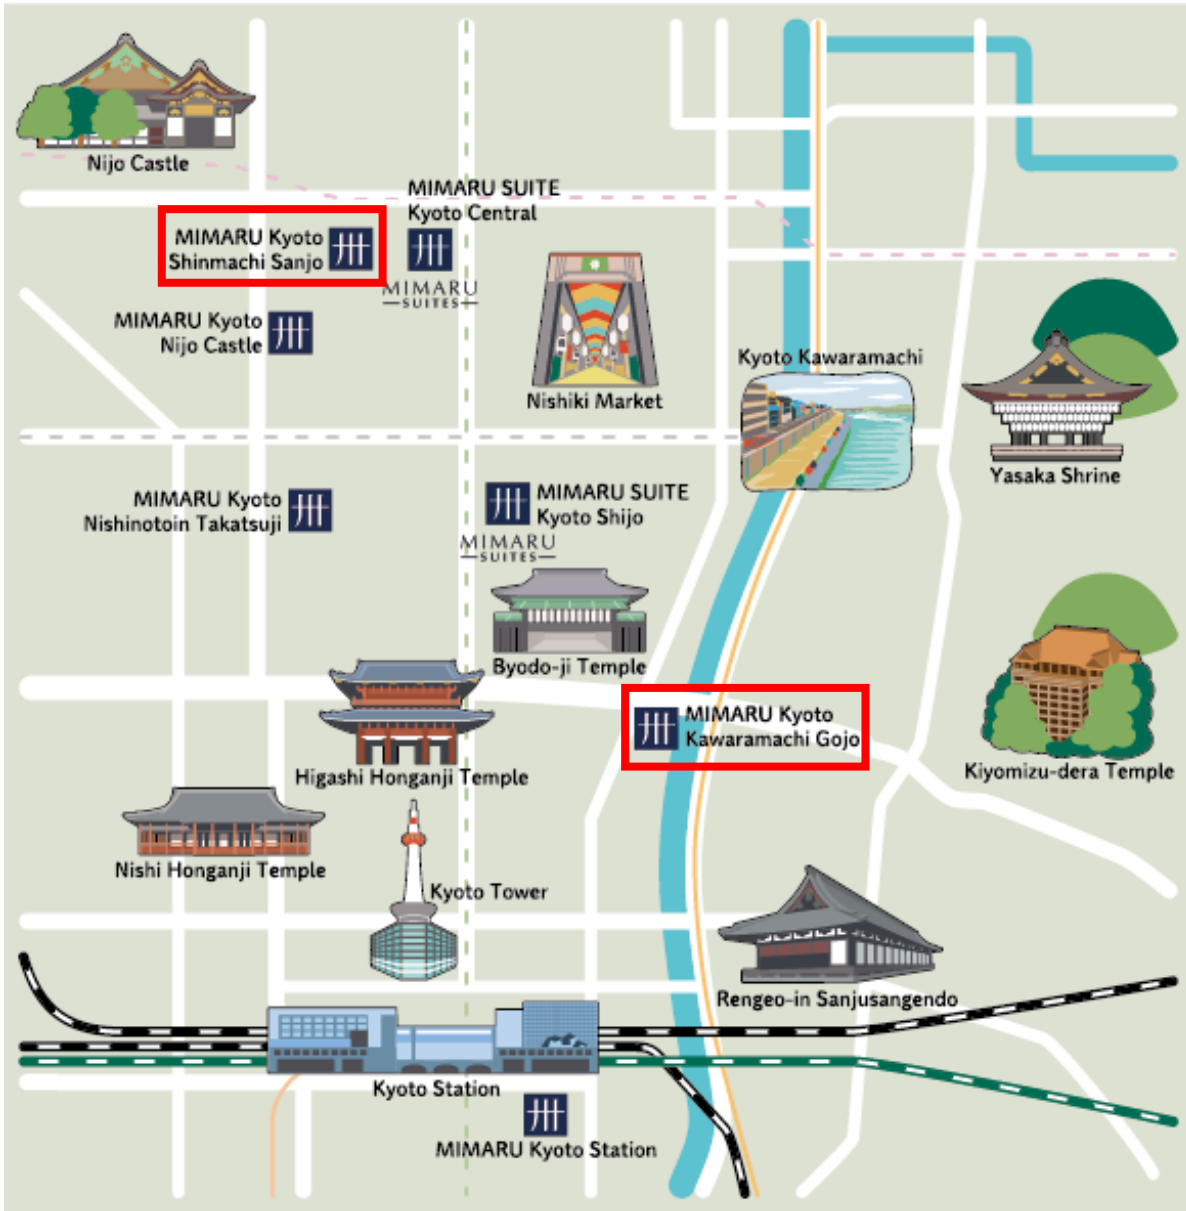 Nijo Castle
MIMARU SUITE
Kyoto Central
MIMARU
SUITES
MIMARU Kyoto
Shinmachi Sanjo
MIMARU Kyoto
Nijo Castle
Nishiki Market
Kyoto Kawaramachi
Yasaka Shrine
MIMARU Kyoto
Nishinotoin Takatsuji
MIMARU SUITE
Kyoto Shijo
MIMARU
SUITES
Byodo-ji Temple
MIMARU Kyoto
Kawaramachi Gojo
Kiyomizu-dera Temple
Higashi Honganji Temple
Nishi Honganji Temple
Kyoto Tower
Rengeo-in Sanjusangendo
Kyoto Station
MIMARU Kyoto Station